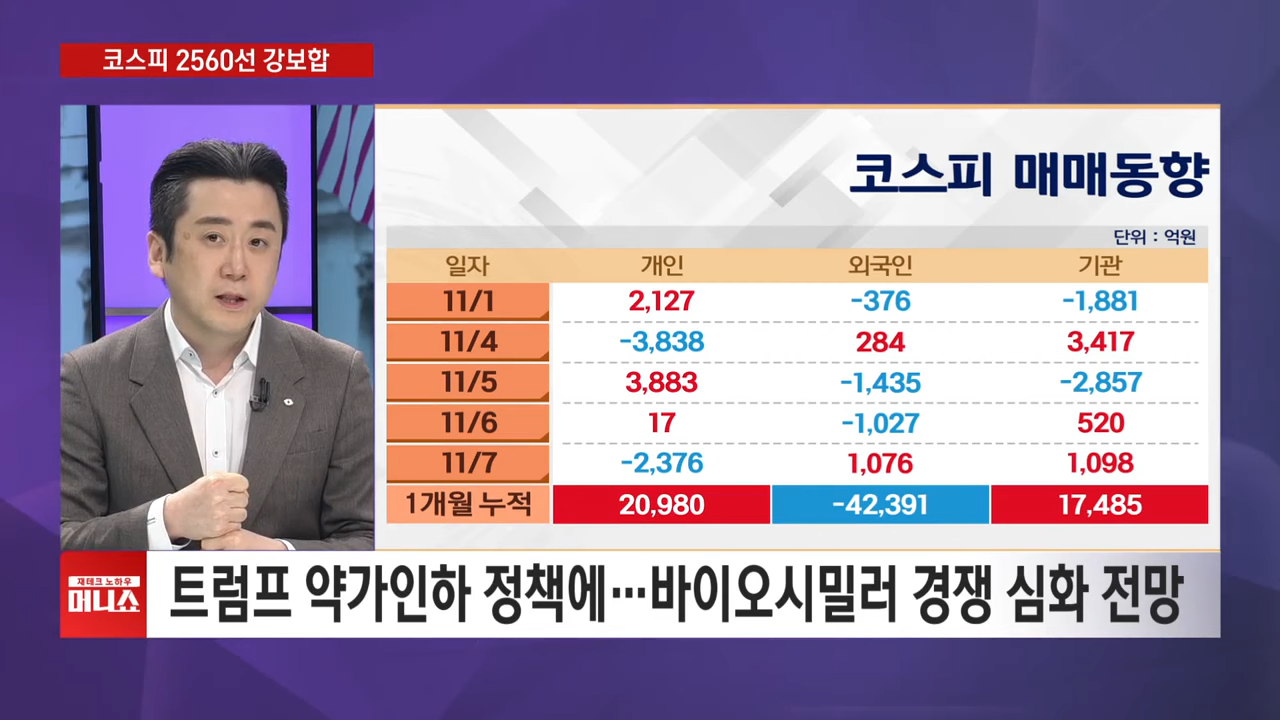 코스피 2560선 강보합
코스피 매매동향
단위 : 억원
일자 개인 외국인 기관
11/1 2,127 -376 -1,881
11/4 -3,838 284 3,417
11/5 3,883 -1,435 -2,857
11/6 17 -1,027 520
11/7 -2,376 1,076 1,098
1개월 누적 20,980 -42,391 17,485
재테크 노하우
머니쇼
트럼프 약가인하 정책에…바이오시밀러 경쟁 심화 전망